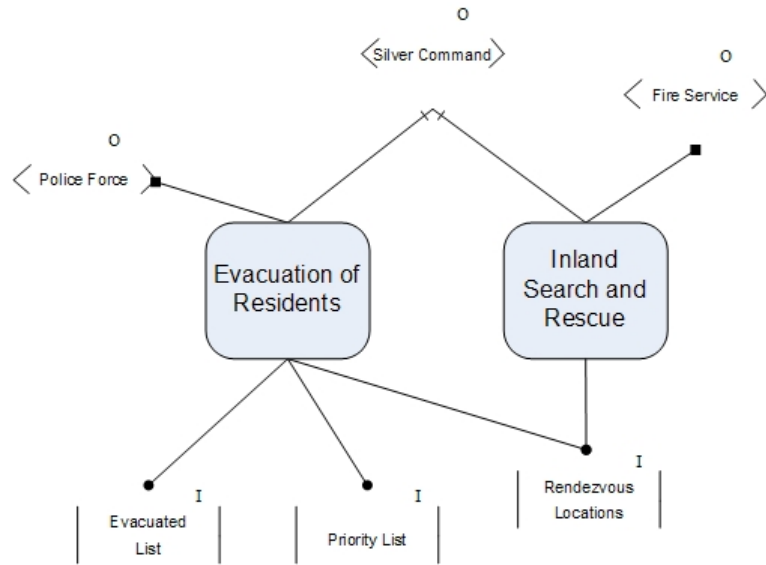 O
Silver Command
O
Fire Service
O
Police Force
Evacuation of
Residents
Inland
Search and
Rescue
I
Evacuated
List
I
Priority List
I
Rendezvous
Locations